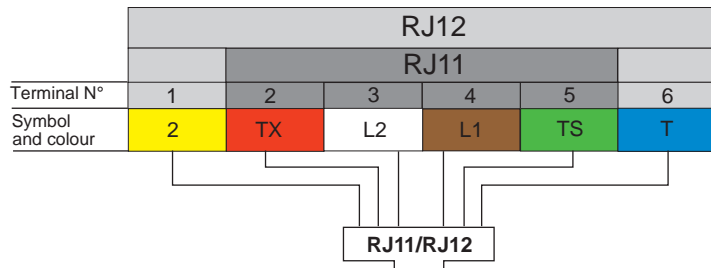 RJ12
RJ11
Terminal N° 1 2 3 4 5 6
Symbol
and colour 2 TX L2 L1 TS T
RJ11/RJ12